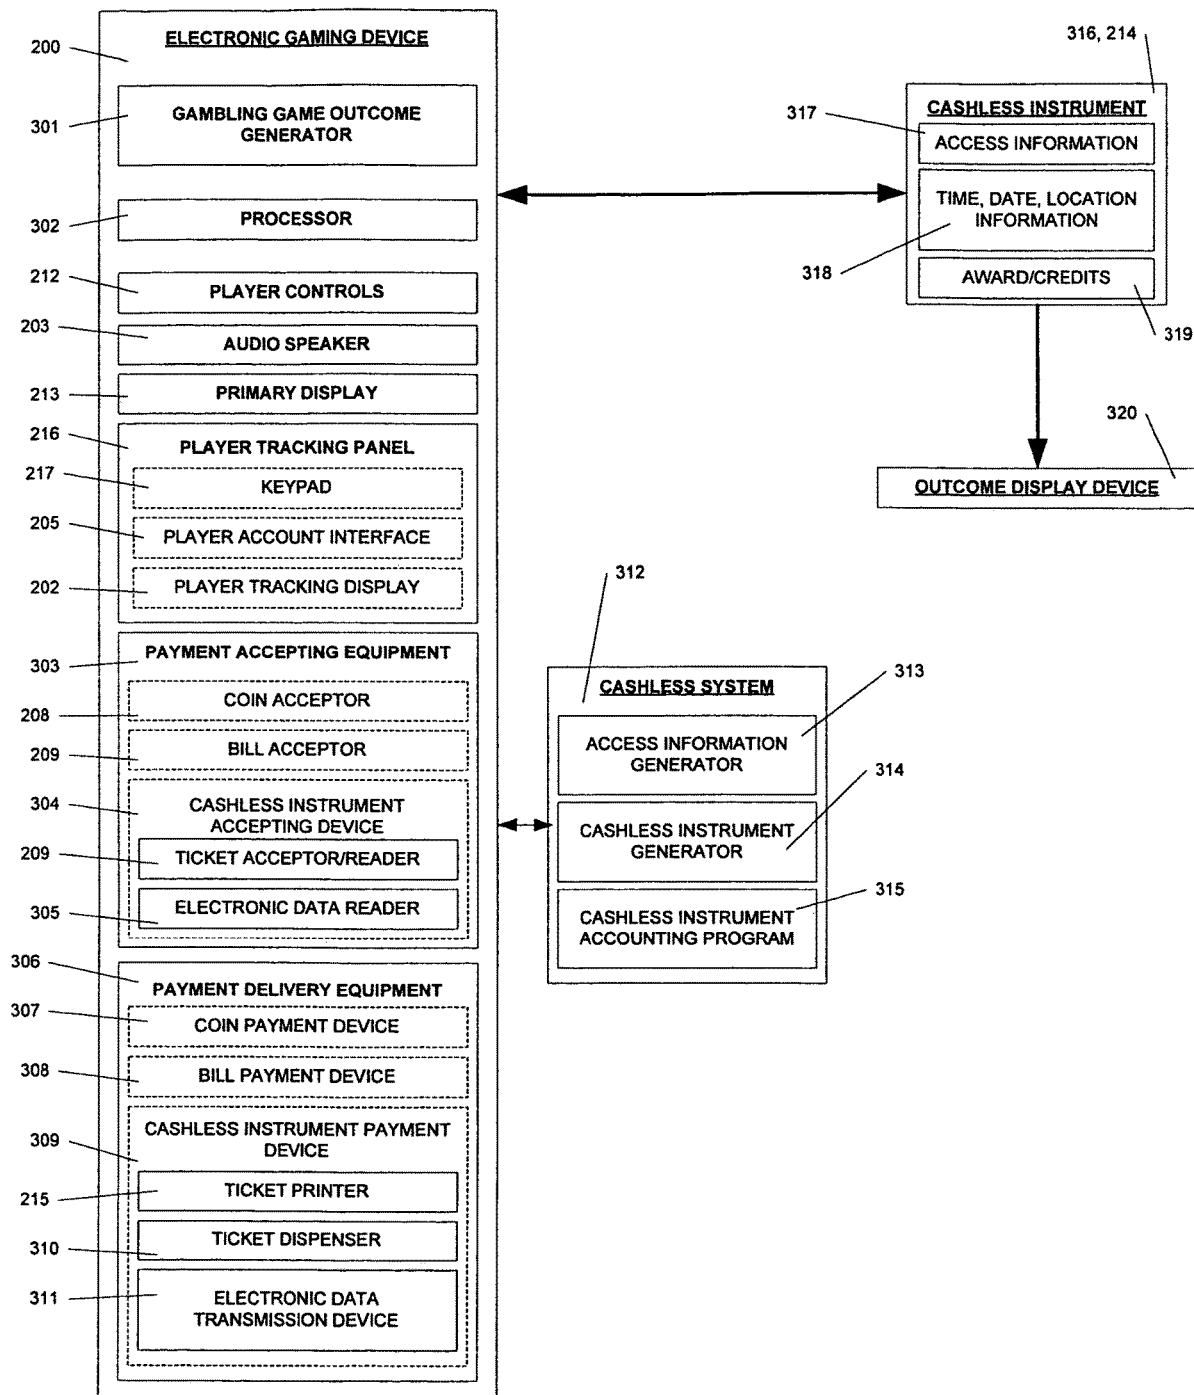 ELECTRONIC GAMING DEVICE
200
GAMBLING GAME OUTCOME
GENERATOR
301
PROCESSOR
302
212
PLAYER CONTROLS
203
AUDIO SPEAKER
213
PRIMARY DISPLAY
216
PLAYER TRACKING PANEL
217
KEYPAD
205
PLAYER ACCOUNT INTERFACE
202
PLAYER TRACKING DISPLAY
303
PAYMENT ACCEPTING EQUIPMENT
COIN ACCEPTOR
208
BILL ACCEPTOR
209
304
CASHLESS INSTRUMENT
ACCEPTING DEVICE
209
TICKET ACCEPTOR/READER
305
ELECTRONIC DATA READER
306
PAYMENT DELIVERY EQUIPMENT
307
COIN PAYMENT DEVICE
308
BILL PAYMENT DEVICE
CASHLESS INSTRUMENT PAYMENT
DEVICE
309
215
TICKET PRINTER
310
TICKET DISPENSER
311
ELECTRONIC DATA
TRANSMISSION DEVICE
316, 214
CASHLESS INSTRUMENT
317
ACCESS INFORMATION
TIME, DATE, LOCATION
INFORMATION
318
AWARD/CREDITS
319
320
OUTCOME DISPLAY DEVICE
312
CASHLESS SYSTEM
313
ACCESS INFORMATION
GENERATOR
314
CASHLESS INSTRUMENT
GENERATOR
315
CASHLESS INSTRUMENT
ACCOUNTING PROGRAM